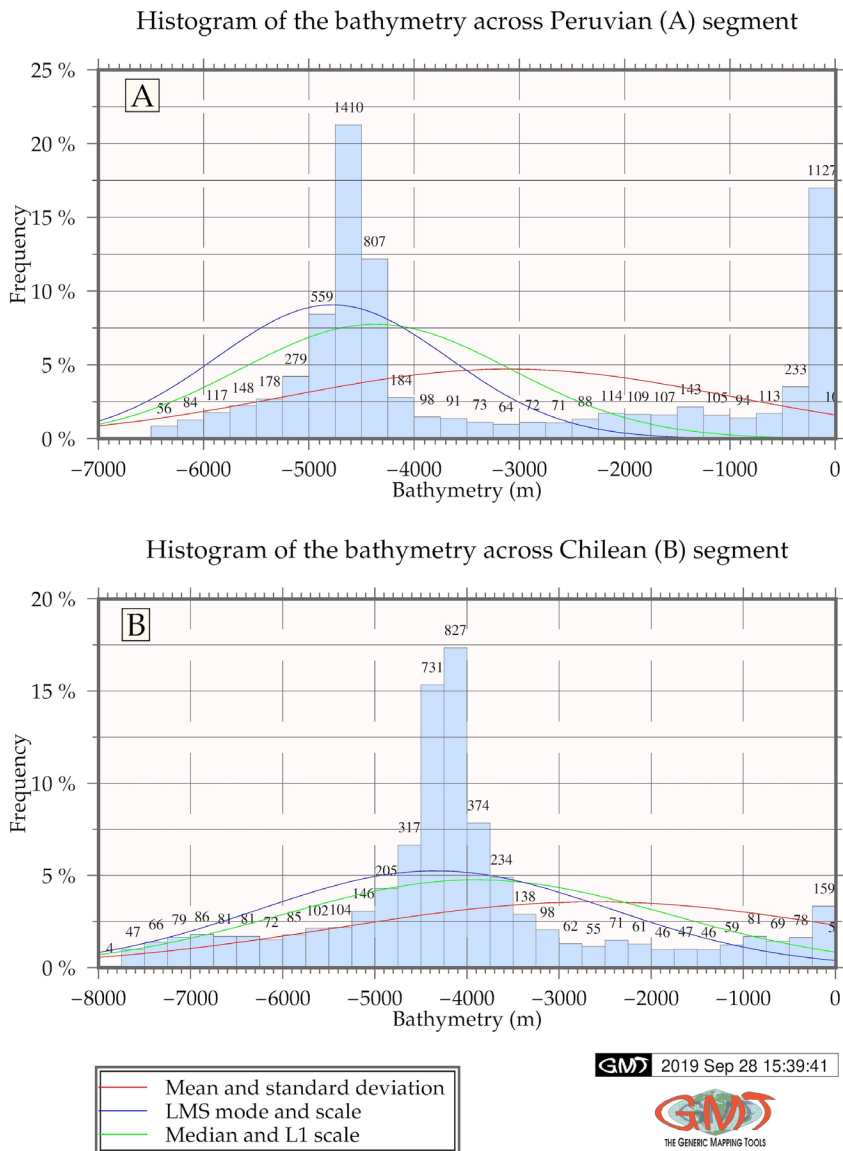 Histogram of the bathymetry across Peruvian (A) segment
A
Frequency
25 %
20 %
15 %
10 %
5 %
0 %
56 84 117 148 178 279 559 1410 807 184 98 91 73 64 72 71 88 114 109 107 143 105 94 113 233 1127
−7000 −6000 −5000 −4000 −3000 −2000 −1000 0
Bathymetry (m)
Histogram of the bathymetry across Chilean (B) segment
B
Frequency
20 %
15 %
10 %
5 %
0 %
4 47 66 79 86 81 81 72 85 102 104 146 205 317 731 827 374 234 138 98 62 55 71 61 46 47 46 59 81 69 78 159
−8000 −7000 −6000 −5000 −4000 −3000 −2000 −1000 0
Bathymetry (m)
Mean and standard deviation
LMS mode and scale
Median and L1 scale
GMT 2019 Sep 28 15:39:41
GMT
THE GENERIC MAPPING TOOLS